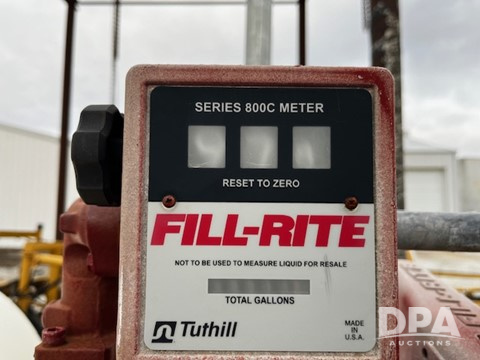 SERIES 800C METER
RESET TO ZERO
FILL-RITE
NOT TO BE USED TO MEASURE LIQUID FOR RESALE
TOTAL GALLONS
Tuthill
MADE
IN
U.S.A.
DPA
AUCTIONS